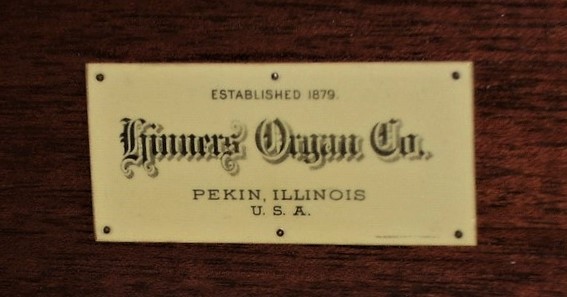 ESTABLISHED 1879.
Hinners Organ Co.,
PEKIN, ILLINOIS
U. S. A.